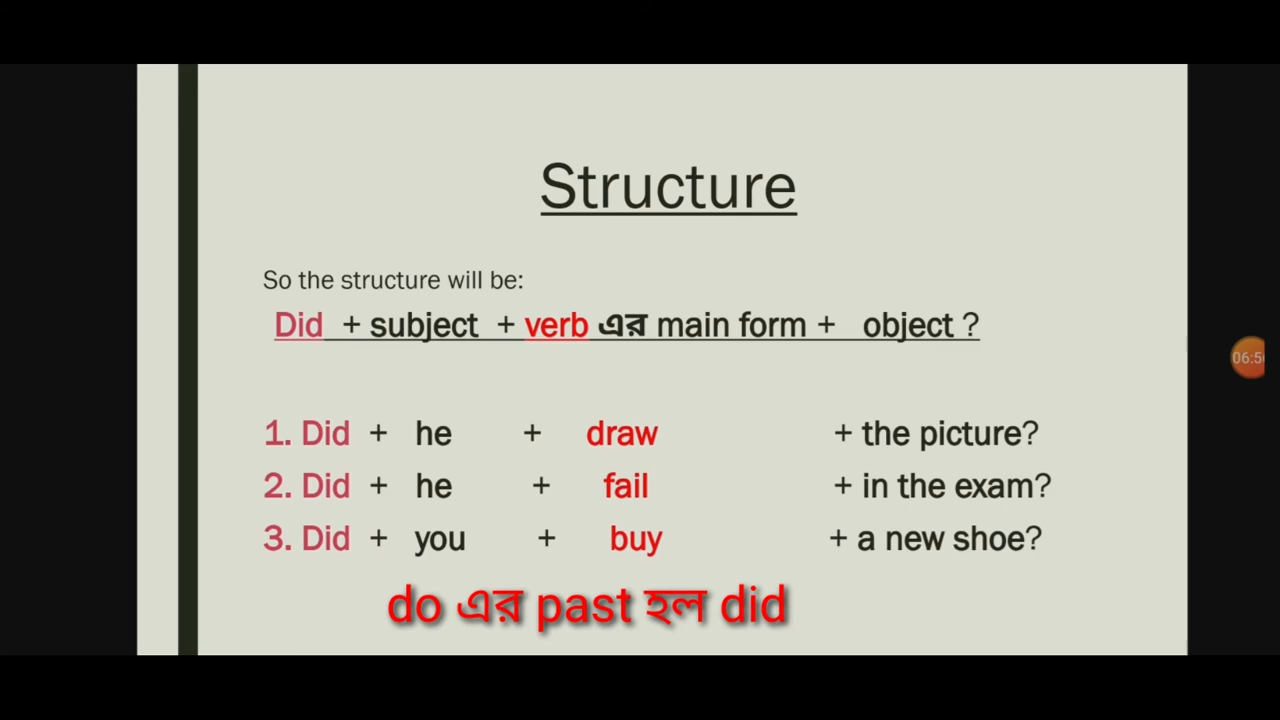 Structure
So the structure will be:
Did + subject + verb এর main form + object ?
1. Did + he + draw + the picture?
2. Did + he + fail + in the exam?
3. Did + you + buy + a new shoe?
do এর past হল did